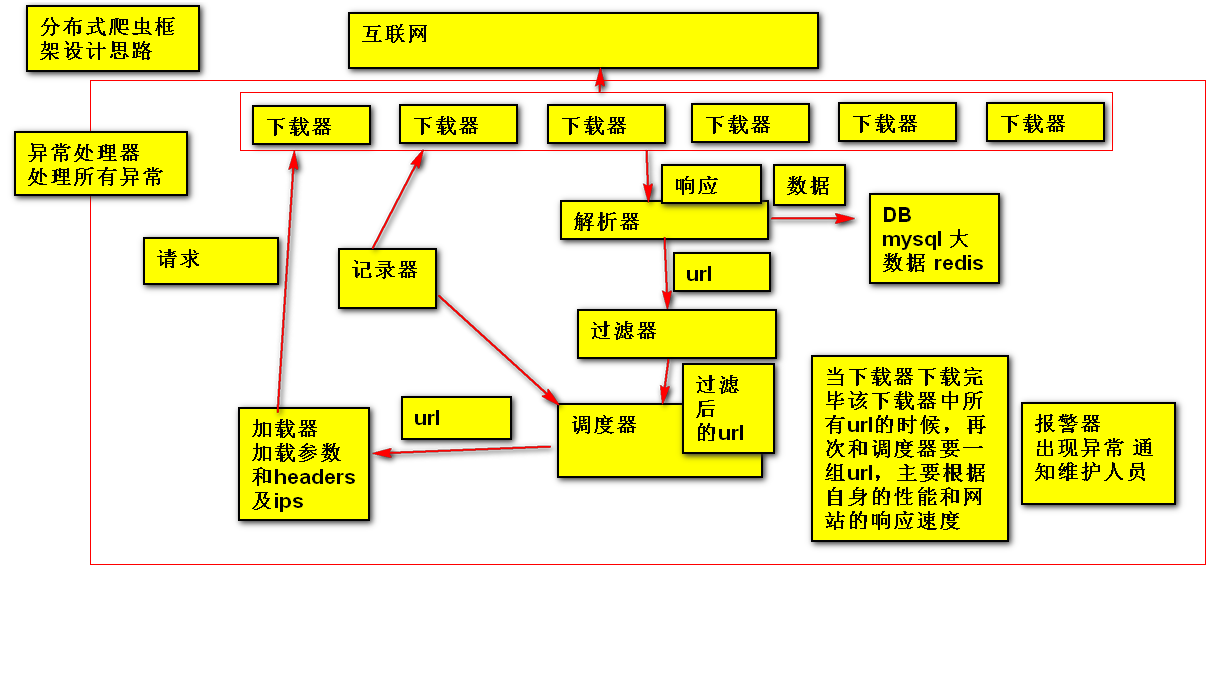 分布式爬虫框
架设计思路
互联网
下载器
下载器
下载器
下载器
下载器
下载器
异常处理器
处理所有异常
响应
数据
解析器
DB
mysql 大
数据 redis
请求
记录器
url
过滤器
过滤
后
的url
调度器
url
加载器
加载参数
和headers
及ips
当下载器下载完
毕该下载器中所
有url的时候，再
次和调度器要一
组url，主要根据
自身的性能和网
站的响应速度
报警器
出现异常 通
知维护人员